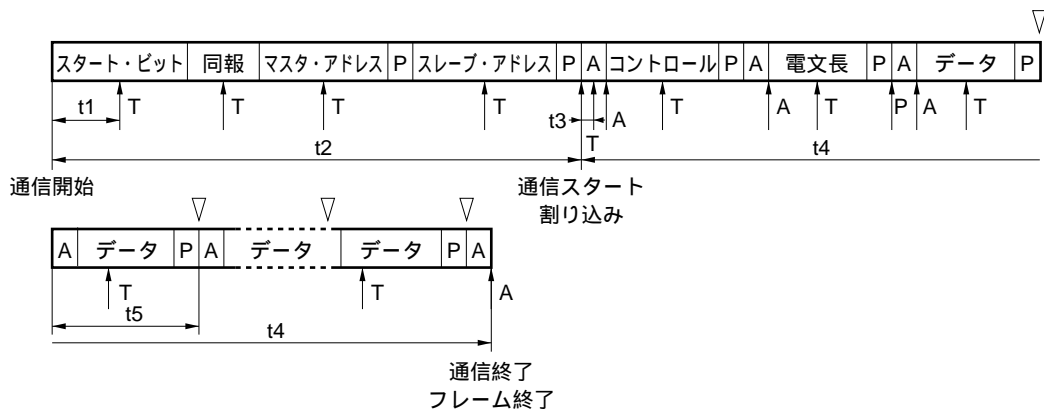 スタート・ビット 同報 マスタ・アドレス P スレーブ・アドレス P A コントロール P A 電文長 P A データ P
t1 T T T T t3 A T A T P A T
T
t2 t4
通信開始 通信スタート
割り込み
A データ P A データ データ P A
T T A
t5
t4
通信終了
フレーム終了